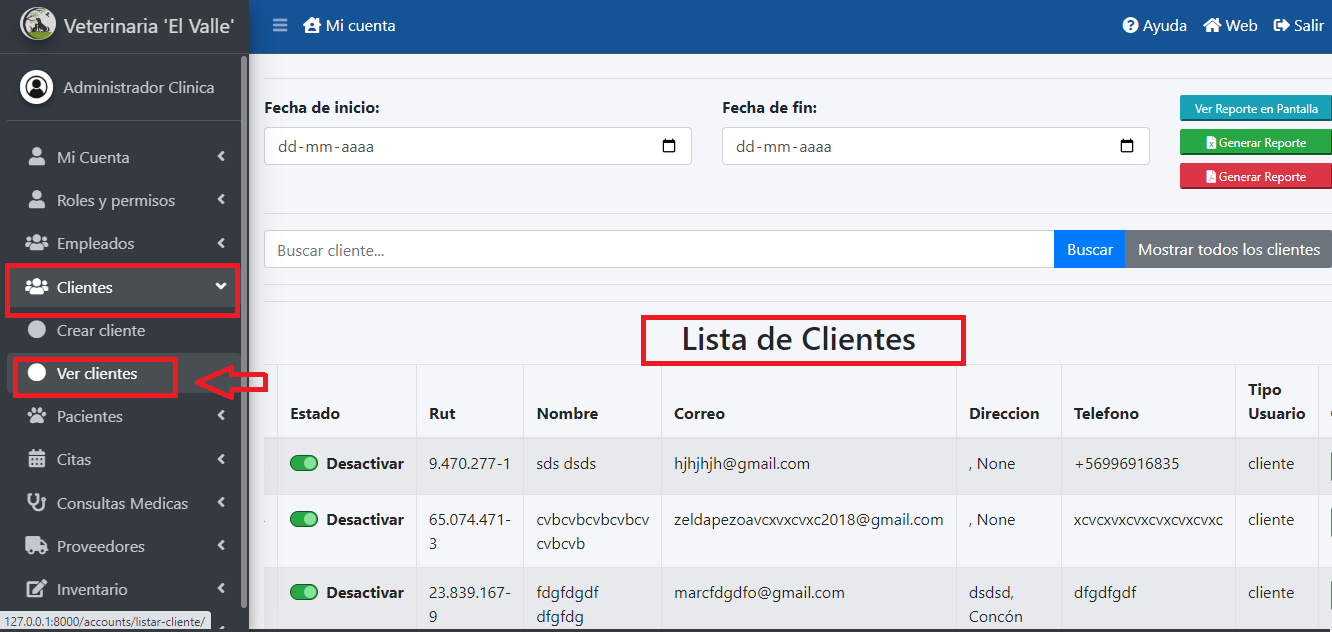 Veterinaria 'El Valle'
Mi cuenta
Ayuda
Web
Salir
Administrador Clinica
Mi Cuenta
Roles y permisos
Empleados
Clientes
Crear cliente
Ver clientes
Pacientes
Citas
Consultas Medicas
Proveedores
Inventario
127.0.0.1:8000/accounts/listar-cliente/
Fecha de inicio:
dd-mm-aaaa
Fecha de fin:
dd-mm-aaaa
Ver Reporte en Pantalla
Generar Reporte
Generar Reporte
Buscar cliente...
Buscar
Mostrar todos los clientes
Lista de Clientes
Estado Rut Nombre Correo Direccion Telefono Tipo
Usuario
Desactivar 9.470.277-1 sds dsds hjhjhjh@gmail.com , None +56996916835 cliente
Desactivar 65.074.471- cvbcvbcvbcvbcv zeldapezoavcxvxcvxc2018@gmail.com , None xcvcxvxcvxcvxcvxcvxc cliente
3 cvbcvb
Desactivar 23.839.167- fdgfdgdf marcfdgdfo@gmail.com dsdsd, dfgdfgdf cliente
9 dfgfdg Concón